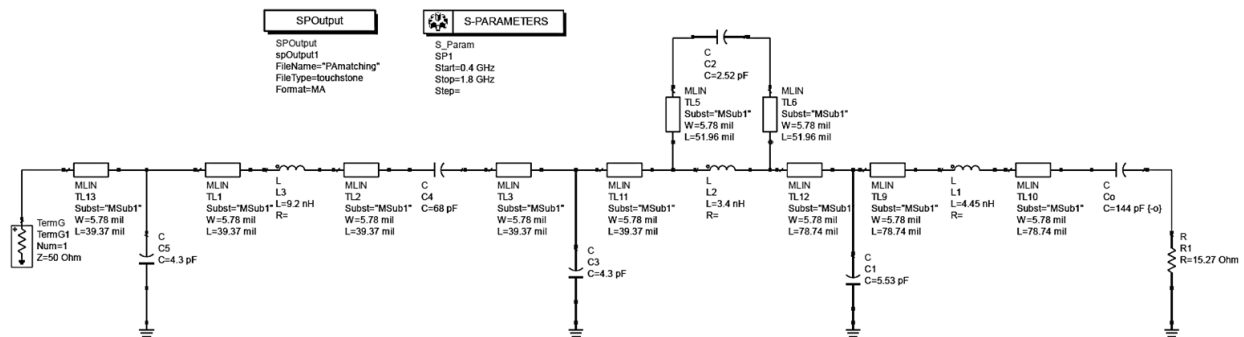 SPOutput
SPOutput
spOutput1
FileName="PAmatching"
FileType=touchstone
Format=MA
S-PARAMETERS
S_Param
SP1
Start=0.4 GHz
Stop=1.8 GHz
Step=
C
C2
C=2.52 pF
MLIN
TL5
Subst="MSub1"
W=5.78 mil
L=51.96 mil
MLIN
TL6
Subst="MSub1"
W=5.78 mil
L=51.96 mil
TermG
TermG1
Num=1
Z=50 Ohm
MLIN
TL13
Subst="MSub1"
W=5.78 mil
L=39.37 mil
C
C5
C=4.3 pF
MLIN
TL1
Subst="MSub1"
W=5.78 mil
L=39.37 mil
L
L3
L=9.2 nH
R=
MLIN
TL2
Subst="MSub1"
W=5.78 mil
L=39.37 mil
C
C4
C=68 pF
MLIN
TL3
Subst="MSub1"
W=5.78 mil
L=39.37 mil
C
C3
C=4.3 pF
MLIN
TL11
Subst="MSub1"
W=5.78 mil
L=39.37 mil
L
L2
L=3.4 nH
R=
MLIN
TL12
Subst="MSub1"
W=5.78 mil
L=78.74 mil
C
C1
C=5.53 pF
MLIN
TL9
Subst="MSub1"
W=5.78 mil
L=78.74 mil
L
L1
L=4.45 nH
R=
MLIN
TL10
Subst="MSub1"
W=5.78 mil
L=78.74 mil
C
Co
C=144 pF {-o}
R
R1
R=15.27 Ohm